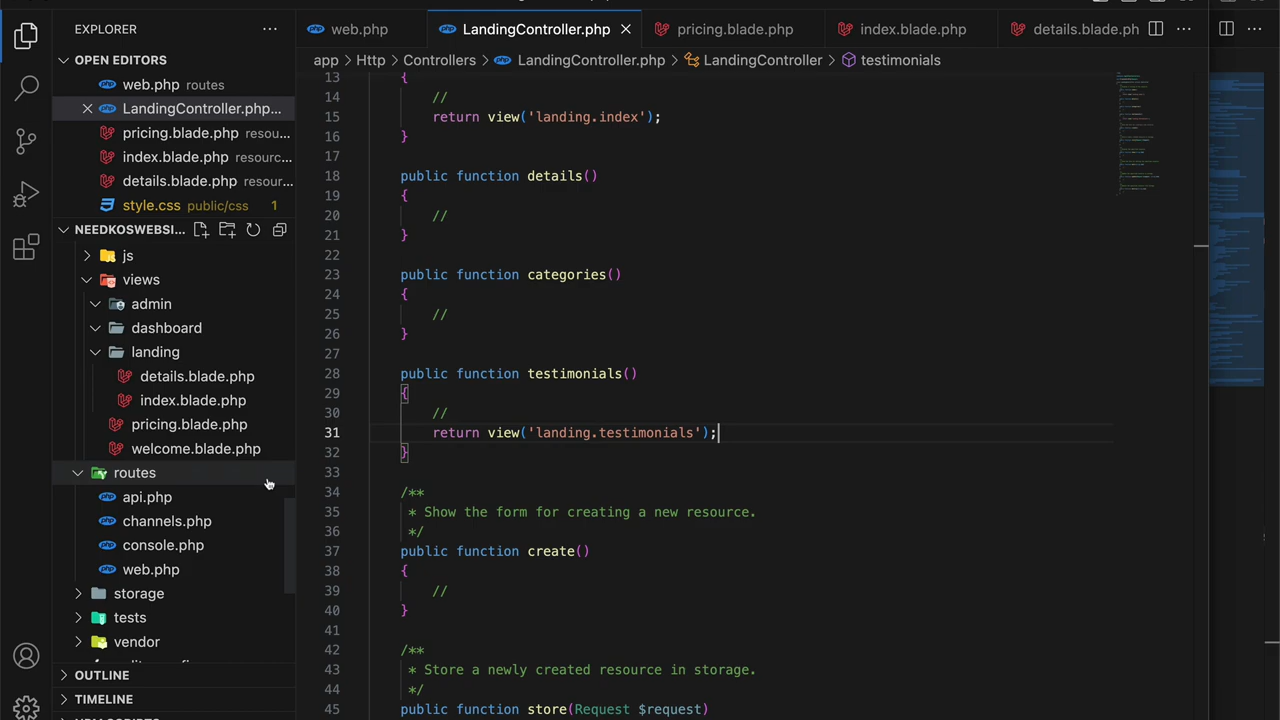 EXPLORER
OPEN EDITORS
web.php routes
LandingController.php...
pricing.blade.php resou...
index.blade.php resourc...
details.blade.php resour...
style.css public/css 1
NEEDKOSWEBSI...
js
views
admin
dashboard
landing
details.blade.php
index.blade.php
pricing.blade.php
welcome.blade.php
routes
api.php
channels.php
console.php
web.php
storage
tests
vendor
OUTLINE
TIMELINE
web.php LandingController.php pricing.blade.php index.blade.php details.blade.ph
app > Http > Controllers > LandingController.php > LandingController > testimonials
13 {
14 //
15 return view('landing.index');
16 }
17
18 public function details()
19 {
20 //
21 }
22
23 public function categories()
24 {
25 //
26 }
27
28 public function testimonials()
29 {
30 //
31 return view('landing.testimonials');
32 }
33
34 /**
35 * Show the form for creating a new resource.
36 */
37 public function create()
38 {
39 //
40 }
41
42 /**
43 * Store a newly created resource in storage.
44 */
45 public function store(Request $request)